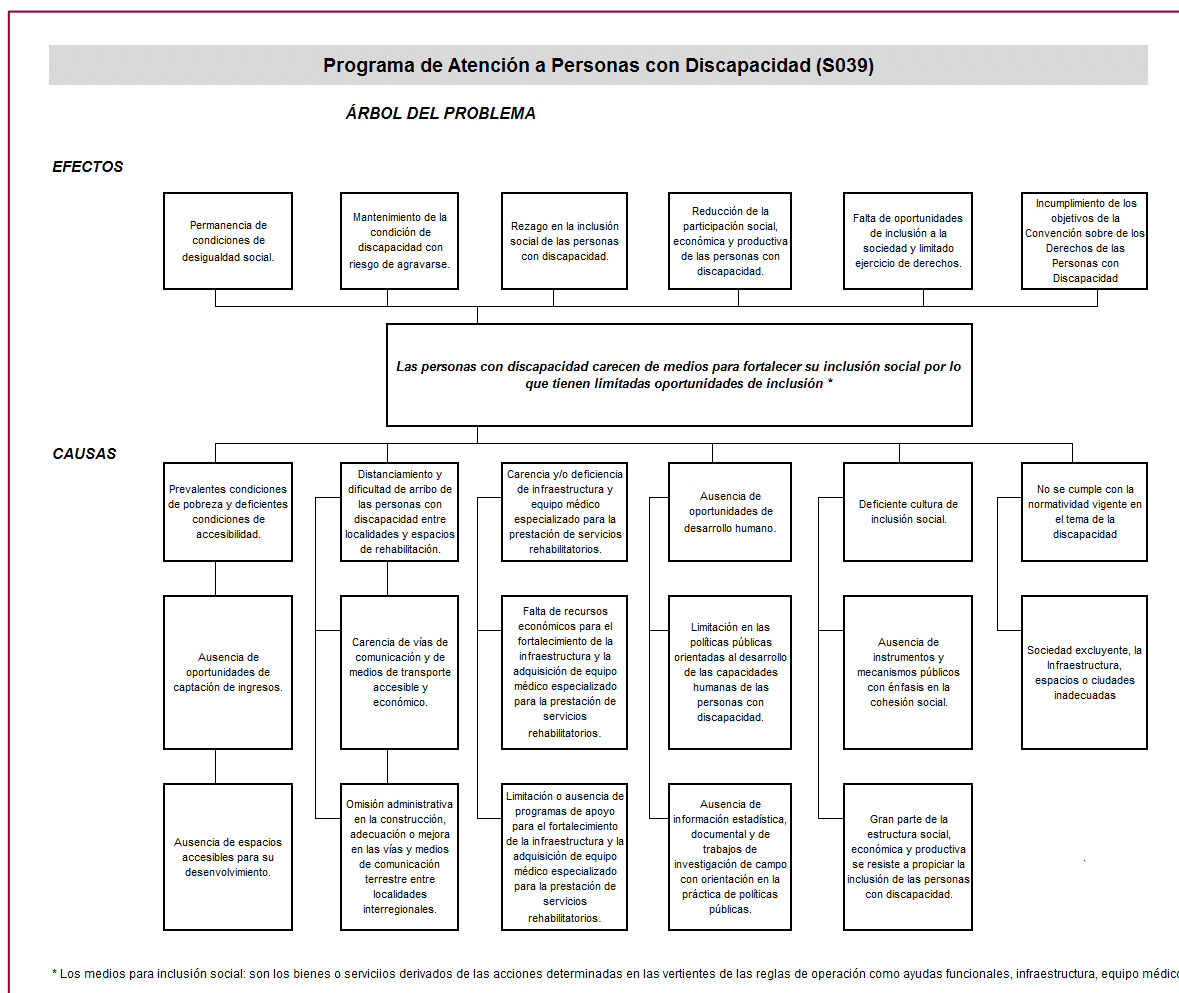 Programa de Atención a Personas con Discapacidad (S039)
ÁRBOL DEL PROBLEMA
EFECTOS
Permanencia de
condiciones de
desigualdad social.
Mantenimiento de la
condición de
discapacidad con
riesgo de agravarse.
Rezago en la inclusión
social de las personas
con discapacidad.
Reducción de la
participación social,
económica y productiva
de las personas con
discapacidad.
Falta de oportunidades
de inclusión a la
sociedad y limitado
ejercicio de derechos.
Incumplimiento de los
objetivos de la
Convención sobre de los
Derechos de las
Personas con
Discapacidad
Las personas con discapacidad carecen de medios para fortalecer su inclusión social por lo
que tienen limitadas oportunidades de inclusión *
CAUSAS
Prevalentes condiciones
de pobreza y deficientes
condiciones de
accesibilidad.
Distanciamiento y
dificultad de arribo de
las personas con
discapacidad entre
localidades y espacios
de rehabilitación.
Carencia y/o deficiencia
de infraestructura y
equipo médico
especializado para la
prestación de servicios
rehabilitatorios.
Ausencia de
oportunidades de
desarrollo humano.
Deficiente cultura de
inclusión social.
No se cumple con la
normatividad vigente en
el tema de la
discapacidad
Ausencia de
oportunidades de
captación de ingresos.
Carencia de vías de
comunicación y de
medios de transporte
accesible y
económico.
Falta de recursos
económicos para el
fortalecimiento de la
infraestructura y la
adquisición de equipo
médico especializado
para la prestación de
servicios
rehabilitatorios.
Limitación en las
políticas públicas
orientadas al desarrollo
de las capacidades
humanas de las
personas con
discapacidad.
Ausencia de
instrumentos y
mecanismos públicos
con énfasis en la
cohesión social.
Sociedad excluyente, la
Infraestructura,
espacios o ciudades
inadecuadas
Ausencia de espacios
accesibles para su
desenvolvimiento.
Omisión administrativa
en la construcción,
adecuación o mejora
en las vías y medios
de comunicación
terrestre entre
localidades
interregionales.
Limitación o ausencia de
programas de apoyo
para el fortalecimiento
de la infraestructura y la
adquisición de equipo
médico especializado
para la prestación de
servicios
rehabilitatorios.
Ausencia de
información estadística,
documental y de
trabajos de
investigación de campo
con orientación en la
práctica de políticas
públicas.
Gran parte de la
estructura social,
económica y productiva
se resiste a propiciar la
inclusión de las personas
con discapacidad.
* Los medios para inclusión social: son los bienes o serviciios derivados de las acciones determinadas en las vertientes de las reglas de operación como ayudas funcionales, infraestructura, equipo médico